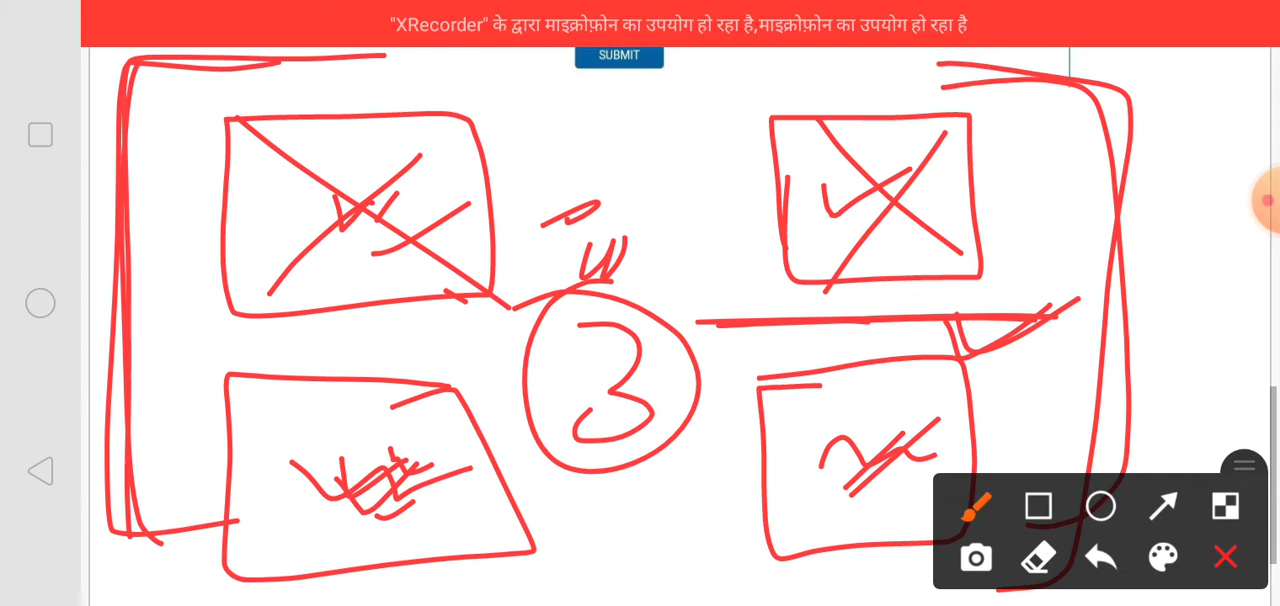 "XRecorder" के द्वारा माइक्रोफ़ोन का उपयोग हो रहा है,माइक्रोफ़ोन का उपयोग हो रहा है
SUBMIT
3